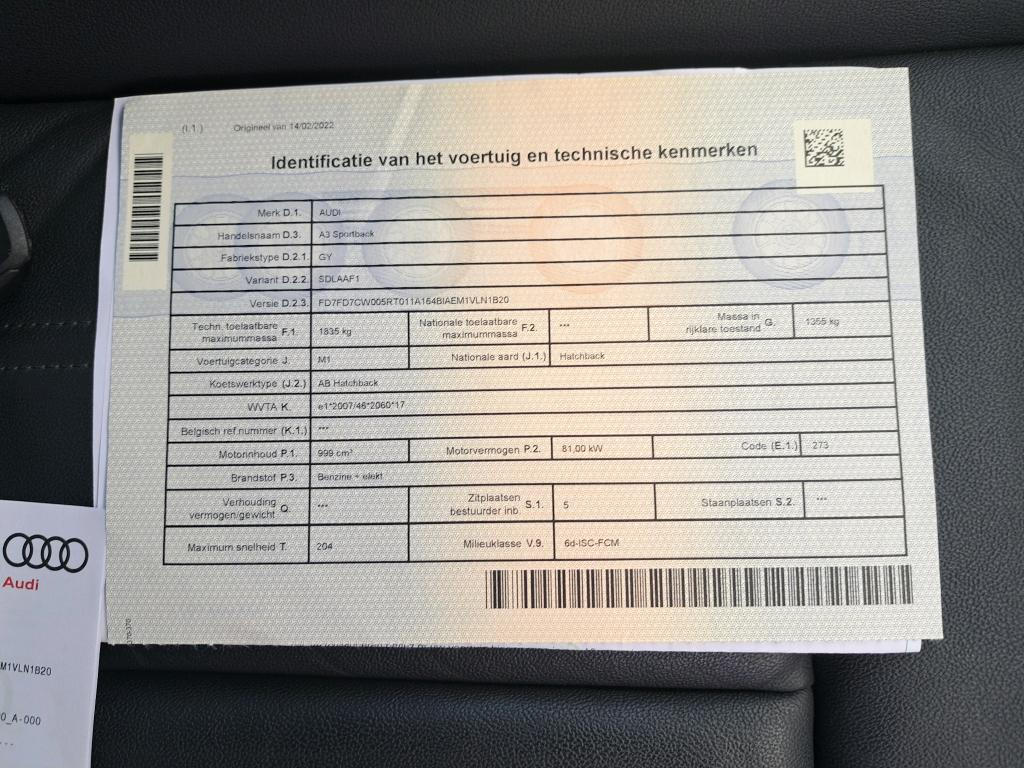 (I.1.) Origineel van 14/02/2022
Identificatie van het voertuig en technische kenmerken
Merk D.1. AUDI
Handelsnaam D.3. A3 Sportback
Fabriekstype D.2.1. GY
Variant D.2.2. SDLAAF1
Versie D.2.3. FD7FD7CW005RT011A164BIAEM1VLN1B20
Techn. toelaatbare maximummassa F.1. 1835 kg Nationale toelaatbare maximummassa F.2. *** Massa in rijklare toestand G. 1355 kg
Voertuigcategorie J. M1 Nationale aard (J.1.) Hatchback
Koetswerktype (J.2.) AB Hatchback
WVTA K. e1*2007/46*2060*17
Belgisch ref.nummer (K.1.) ***
Motorinhoud P.1. 999 cm³ Motorvermogen P.2. 81,00 kW Code (E.1.) 273
Brandstof P.3. Benzine + elekt
Verhouding vermogen/gewicht Q. *** Zitplaatsen bestuurder inb. S.1. 5 Staanplaatsen S.2. ***
Maximum snelheid T. 204 Milieuklasse V.9. 6d-ISC-FCM
Audi
M1VLN1B20
0_A-000